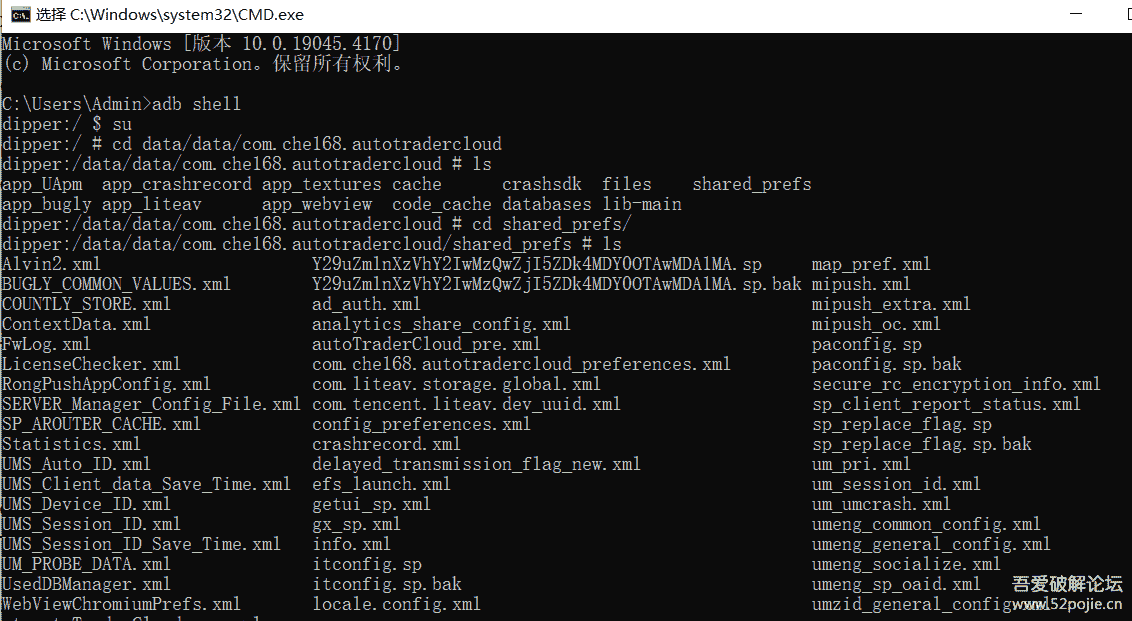 选择 C:\Windows\system32\CMD.exe
Microsoft Windows [版本 10.0.19045.4170]
(c) Microsoft Corporation。保留所有权利。
C:\Users\Admin>adb shell
dipper:/ $ su
dipper:/ # cd data/data/com.che168.autotradercloud
dipper:/data/data/com.che168.autotradercloud # ls
app_UApm app_crashrecord app_textures cache crashsdk files shared_prefs
app_bugly app_liteav app_webview code_cache databases lib-main
dipper:/data/data/com.che168.autotradercloud # cd shared_prefs/
dipper:/data/data/com.che168.autotradercloud/shared_prefs # ls
Alvin2.xml Y29uZmlnXzVhY2IwMzQwZjI5ZDk4MDY0OTAwMDA1MA.sp map_pref.xml
BUGLY_COMMON_VALUES.xml Y29uZmlnXzVhY2IwMzQwZjI5ZDk4MDY0OTAwMDA1MA.sp.bak mipush.xml
COUNTLY_STORE.xml ad_auth.xml mipush_extra.xml
ContextData.xml analytics_share_config.xml mipush_oc.xml
FwLog.xml autoTraderCloud_pre.xml paconfig.sp
LicenseChecker.xml com.che168.autotradercloud_preferences.xml paconfig.sp.bak
RongPushAppConfig.xml com.liteav.storage.global.xml secure_rc_encryption_info.xml
SERVER_Manager_Config_File.xml com.tencent.liteav.dev_uuid.xml sp_client_report_status.xml
SP_AROUTER_CACHE.xml config_preferences.xml sp_replace_flag.sp
Statistics.xml crashrecord.xml sp_replace_flag.sp.bak
UMS_Auto_ID.xml delayed_transmission_flag_new.xml um_pri.xml
UMS_Client_data_Save_Time.xml efs_launch.xml um_session_id.xml
UMS_Device_ID.xml getui_sp.xml um_umcrash.xml
UMS_Session_ID.xml gx_sp.xml umeng_common_config.xml
UMS_Session_ID_Save_Time.xml info.xml umeng_general_config.xml
UM_PROBE_DATA.xml itconfig.sp umeng_socialize.xml
UsedDBManager.xml itconfig.sp.bak umeng_sp_oaid.xml
WebViewChromiumPrefs.xml locale.config.xml umzid_general_config.xml
吾爱破解论坛
www.52pojie.cn